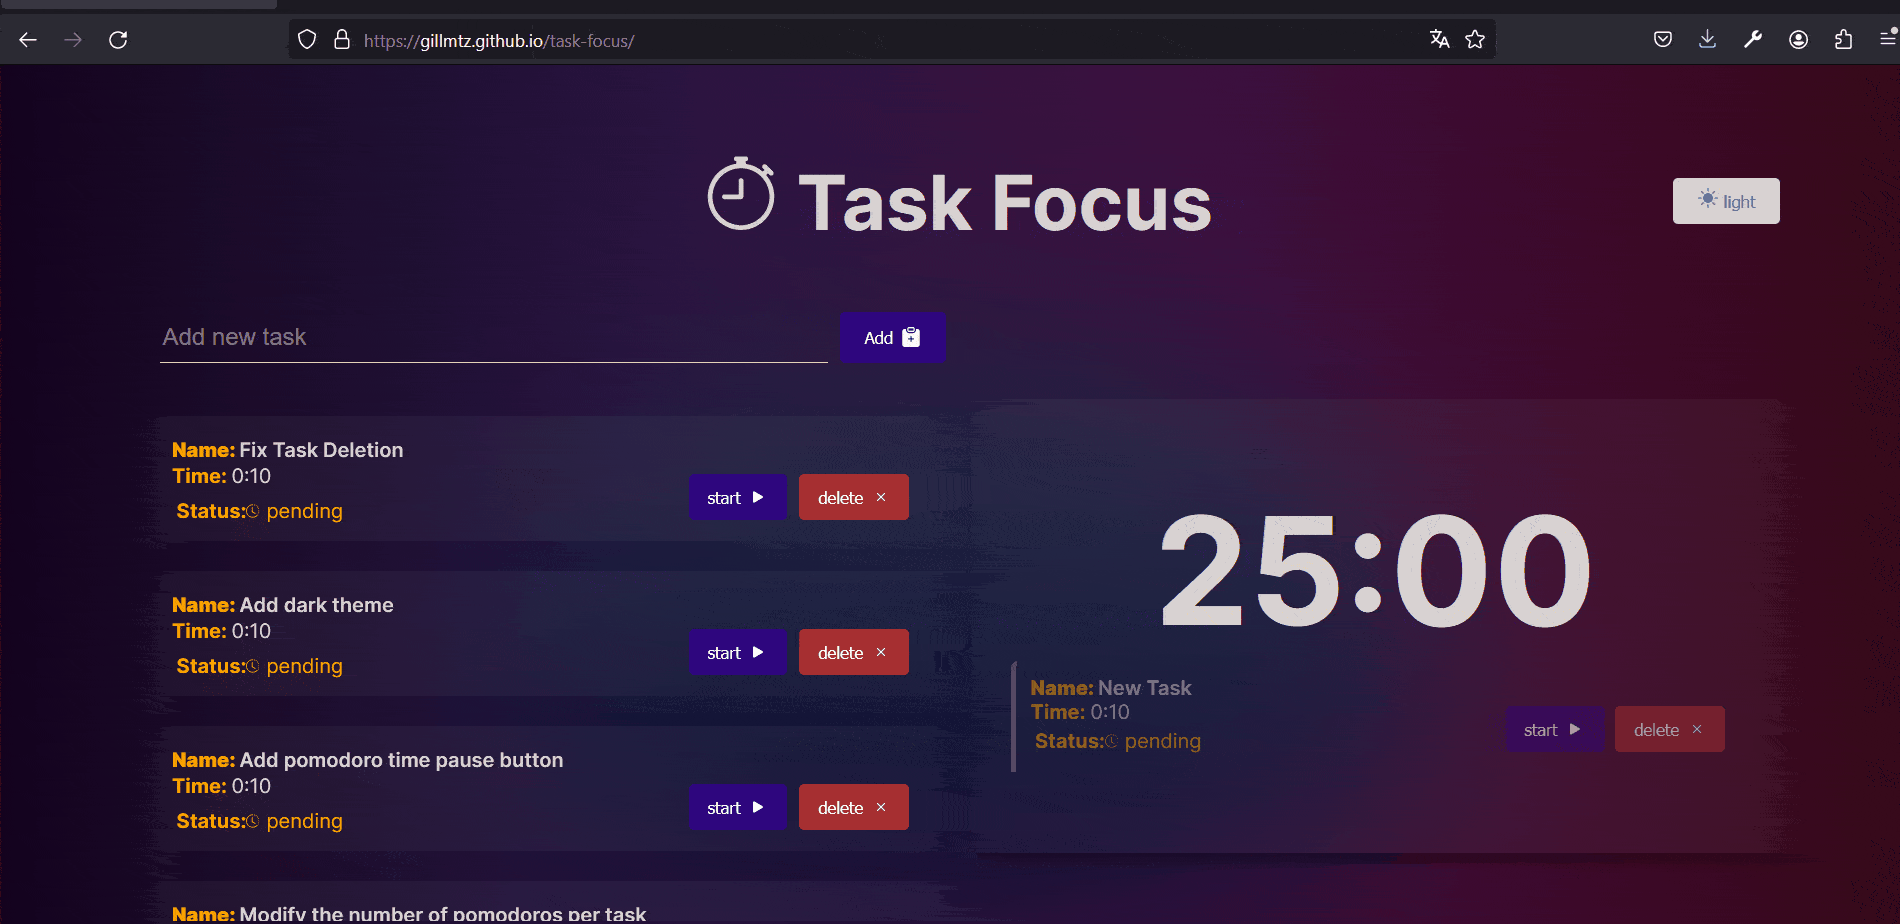 https://gillmtz.github.io/task-focus/
Task Focus
light
Add new task
Add
Name: Fix Task Deletion
Time: 0:10
Status: pending
start
delete
Name: Add dark theme
Time: 0:10
Status: pending
start
delete
Name: Add pomodoro time pause button
Time: 0:10
Status: pending
start
delete
Name: Modify the number of pomodoros per task
25:00
Name: New Task
Time: 0:10
Status: pending
start
delete